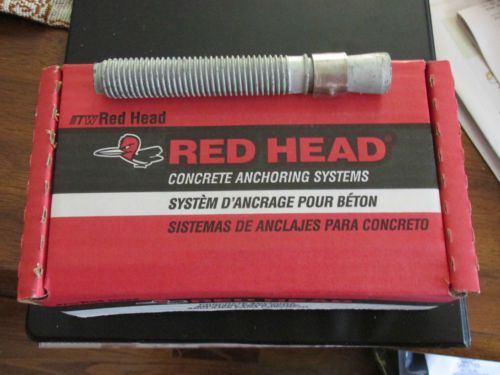 ITW Red Head
RED HEAD®
CONCRETE ANCHORING SYSTEMS
SYSTÈM D'ANCRAGE POUR BÉTON
SISTEMAS DE ANCLAJES PARA CONCRETO